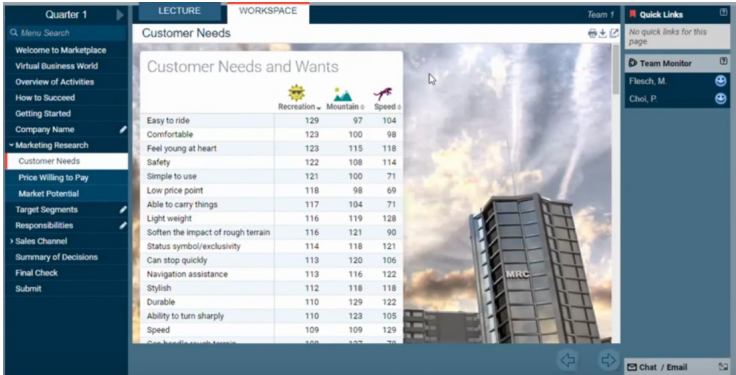 Quarter 1
Menu Search
Welcome to Marketplace
Virtual Business World
Overview of Activities
How to Succeed
Getting Started
Company Name
Marketing Research
Customer Needs
Price Willing to Pay
Market Potential
Target Segments
Responsibilities
Sales Channel
Summary of Decisions
Final Check
Submit
LECTURE WORKSPACE Team 1
Customer Needs
Customer Needs and Wants
Recreation Mountain Speed
Easy to ride 129 97 104
Comfortable 123 100 98
Feel young at heart 123 115 118
Safety 122 108 114
Simple to use 121 100 71
Low price point 118 98 69
Able to carry things 117 104 71
Light weight 116 119 128
Soften the impact of rough terrain 116 121 90
Status symbol/exclusivity 114 118 121
Can stop quickly 113 120 106
Navigation assistance 113 116 122
Stylish 112 118 118
Durable 110 129 122
Ability to turn sharply 110 123 105
Speed 109 109 129
MRC
Quick Links
No quick links for this
page.
Team Monitor
Flesch, M.
Choi, P.
Chat / Email